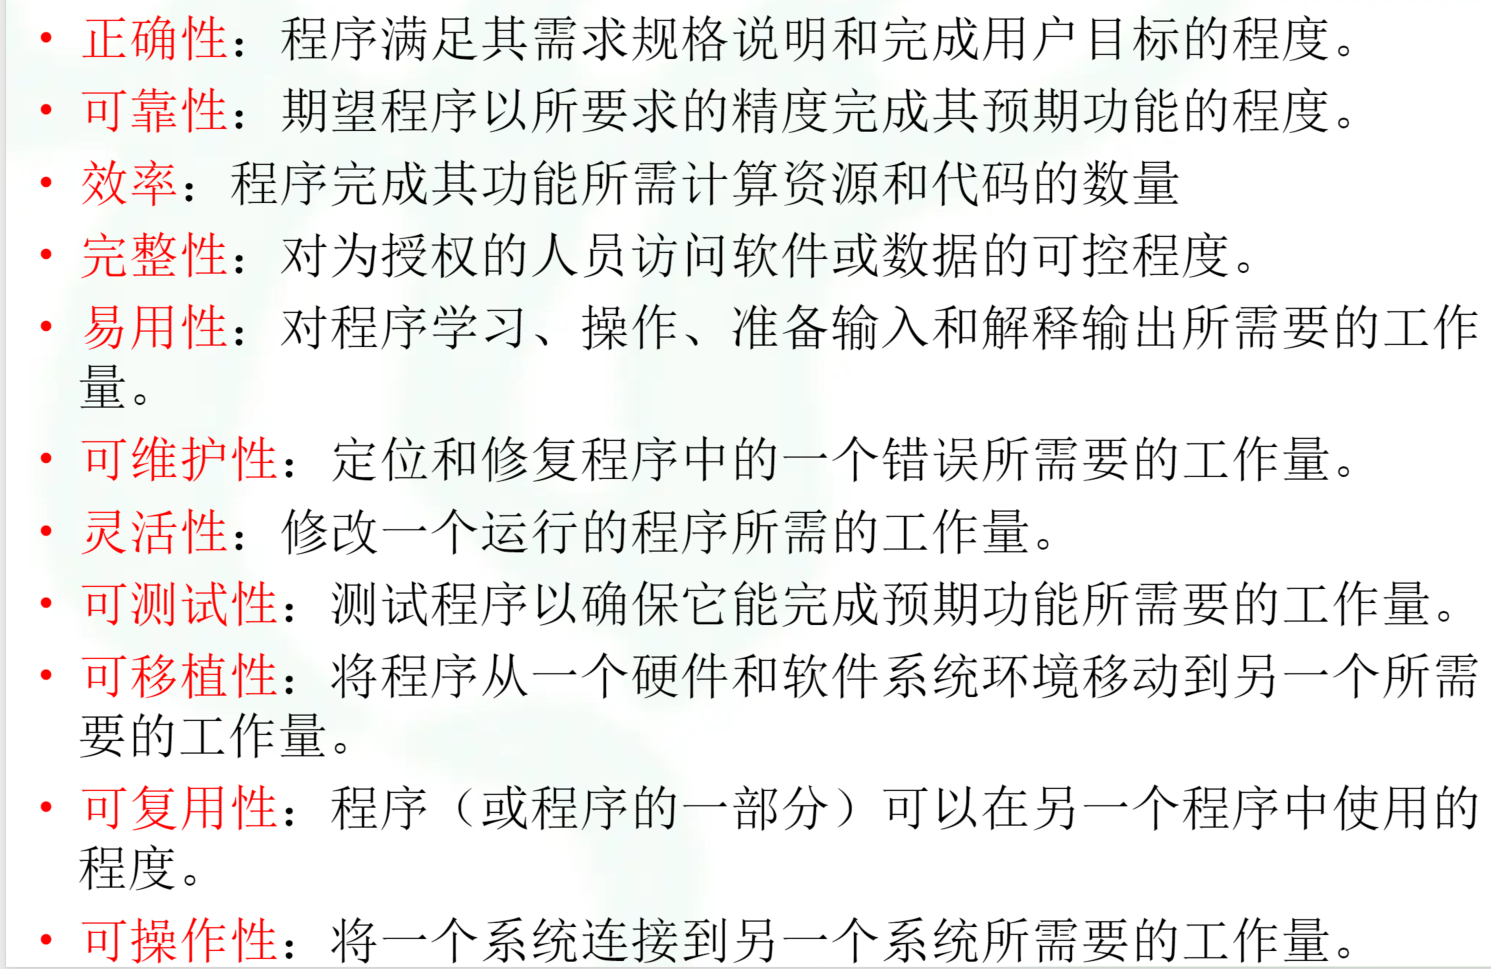 • 正确性：程序满足其需求规格说明和完成用户目标的程度。
• 可靠性：期望程序以所要求的精度完成其预期功能的程度。
• 效率：程序完成其功能所需计算资源和代码的数量
• 完整性：对为授权的人员访问软件或数据的可控程度。
• 易用性：对程序学习、操作、准备输入和解释输出所需要的工作
量。
• 可维护性：定位和修复程序中的一个错误所需要的工作量。
• 灵活性：修改一个运行的程序所需的工作量。
• 可测试性：测试程序以确保它能完成预期功能所需要的工作量。
• 可移植性：将程序从一个硬件和软件系统环境移动到另一个所需
要的工作量。
• 可复用性：程序（或程序的一部分）可以在另一个程序中使用的
程度。
• 可操作性：将一个系统连接到另一个系统所需要的工作量。